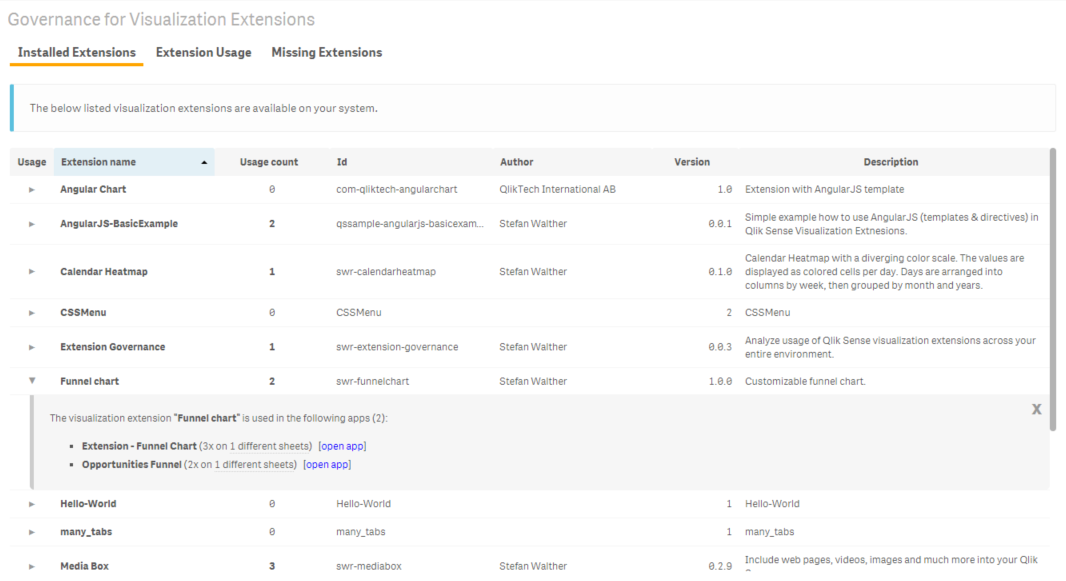 Governance for Visualization Extensions
Installed Extensions Extension Usage Missing Extensions
The below listed visualization extensions are available on your system.
Usage Extension name Usage count Id Author Version Description
Angular Chart 0 com-qliktech-angularchart QlikTech International AB 1.0 Extension with AngularJS template
AngularJS-BasicExample 2 qssample-angularjs-basicexam... Stefan Walther 0.0.1 Simple example how to use AngularJS (templates & directives) in
Qlik Sense Visualization Extnesions.
Calendar Heatmap 1 swr-calendarheatmap Stefan Walther 0.1.0 Calendar Heatmap with a diverging color scale. The values are
displayed as colored cells per day. Days are arranged into
columns by week, then grouped by month and years.
CSSMenu 0 CSSMenu 2 CSSMenu
Extension Governance 1 swr-extension-governance Stefan Walther 0.0.3 Analyze usage of Qlik Sense visualization extensions across your
entire environment.
Funnel chart 2 swr-funnelchart Stefan Walther 1.0.0 Customizable funnel chart.
X
The visualization extension "Funnel chart" is used in the following apps (2):
Extension - Funnel Chart (3x on 1 different sheets) [open app]
Opportunities Funnel (2x on 1 different sheets) [open app]
Hello-World 0 Hello-World 1 Hello-World
many_tabs 0 many_tabs 1 many_tabs
Media Box 3 swr-mediabox Stefan Walther 0.2.9 Include web pages, videos, images and much more into your Qlik